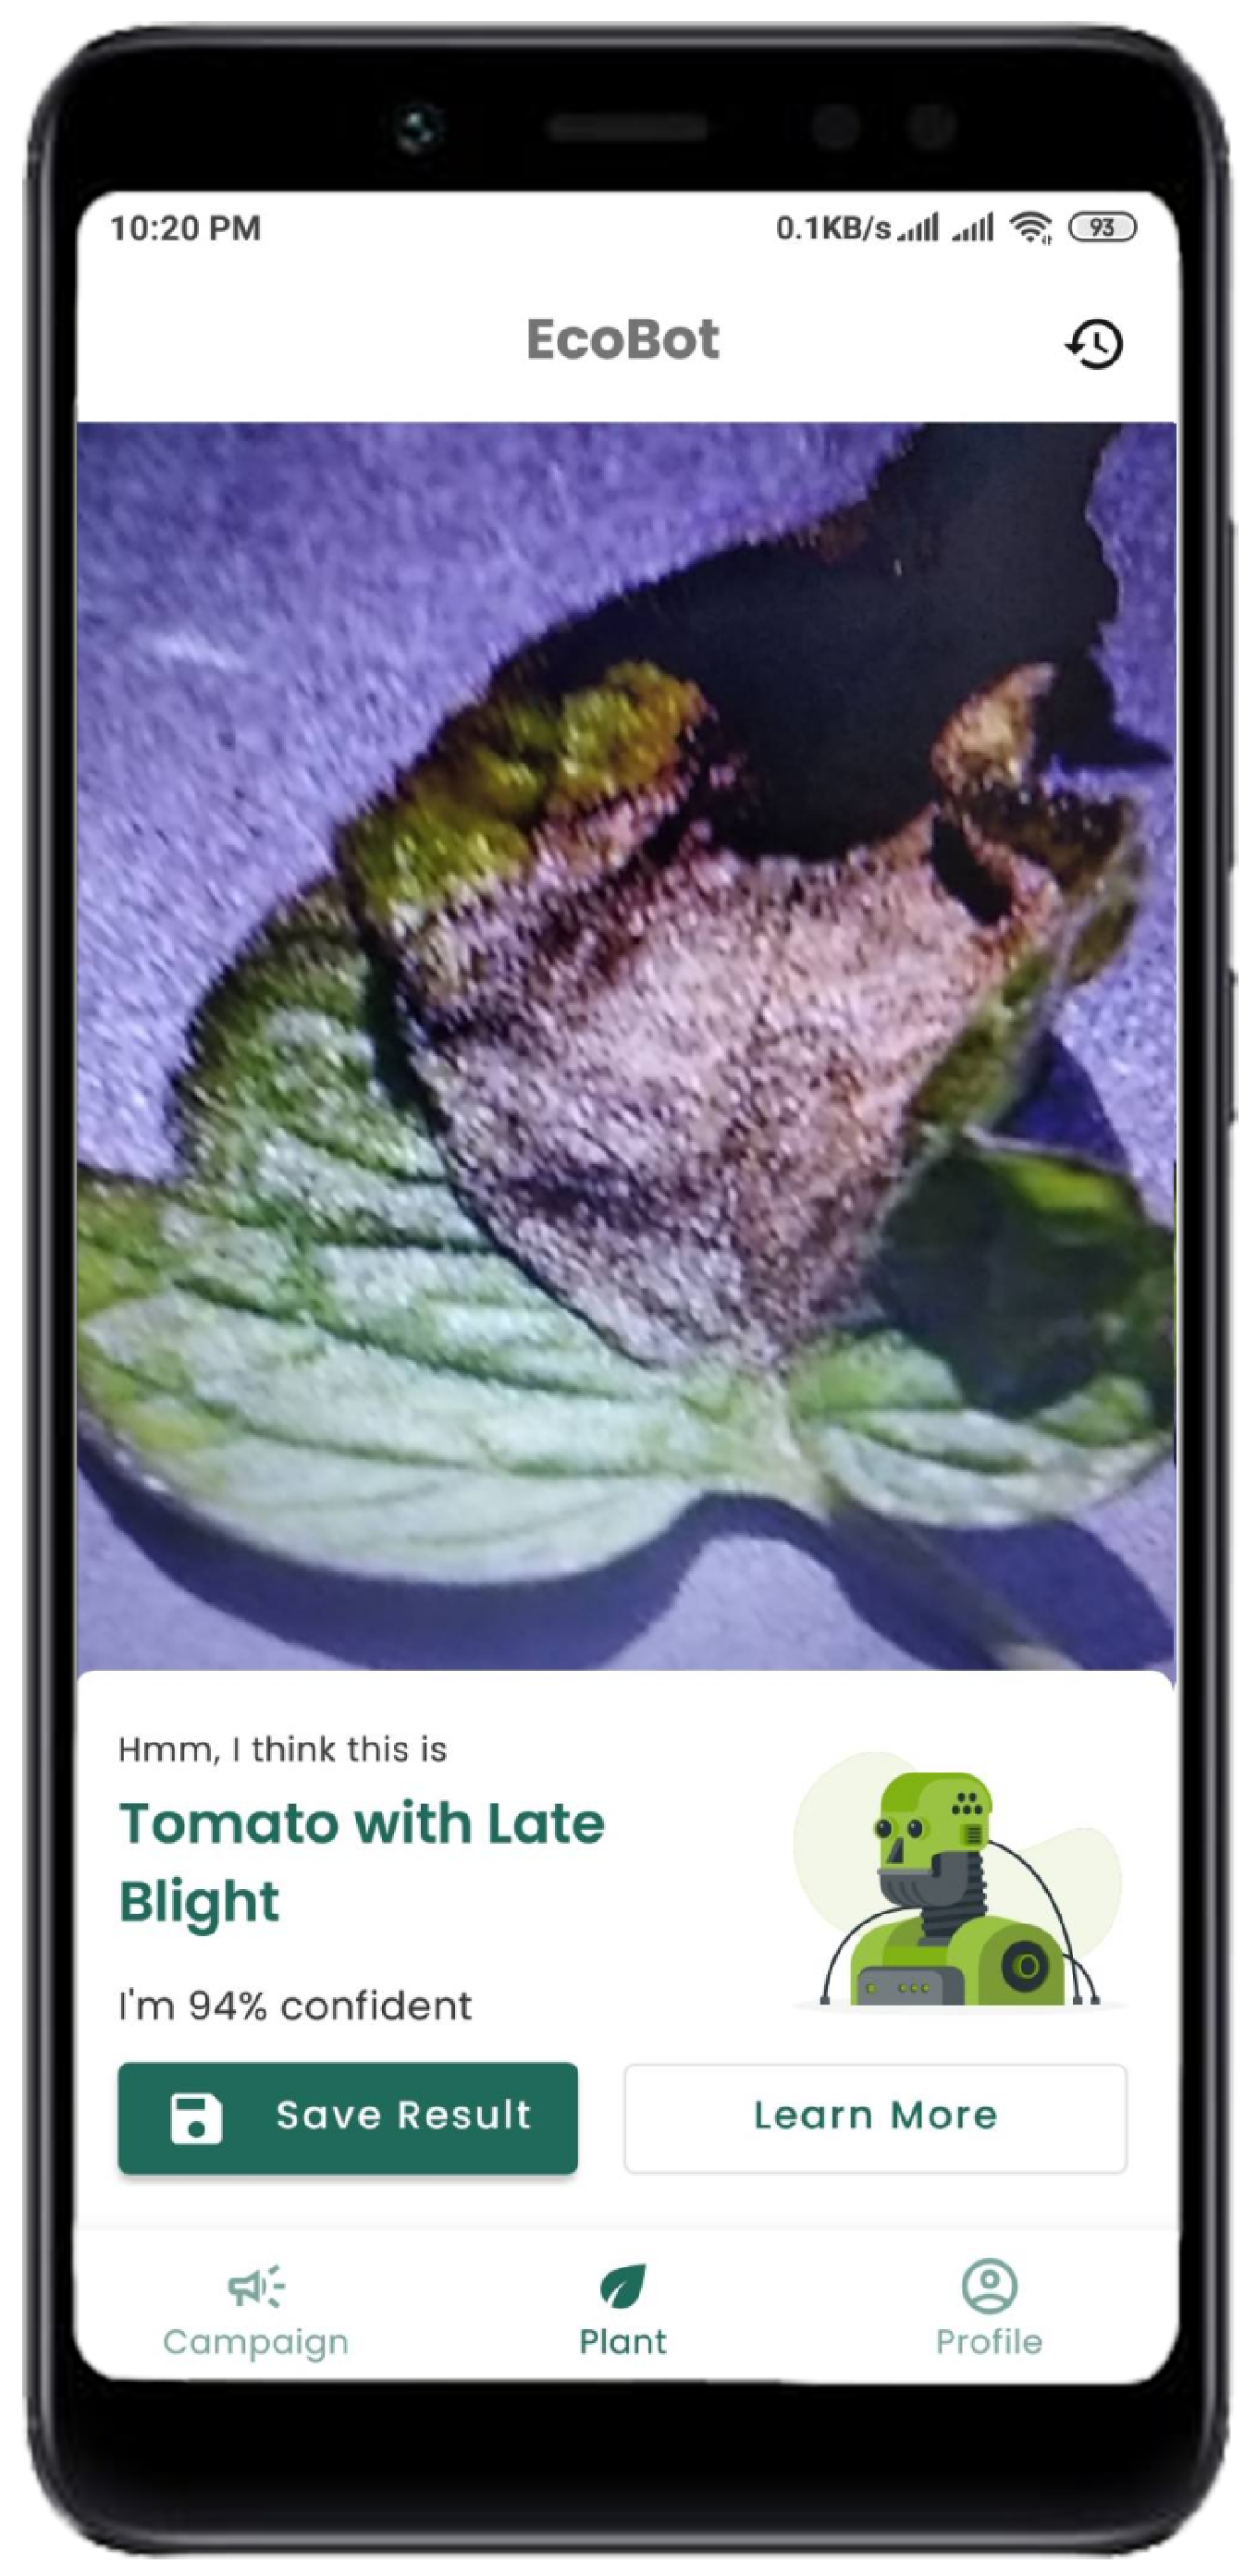 10:20 PM 0.1KB/s 93
EcoBot
Hmm, I think this is
Tomato with Late
Blight
I'm 94% confident
Save Result Learn More
Campaign Plant Profile